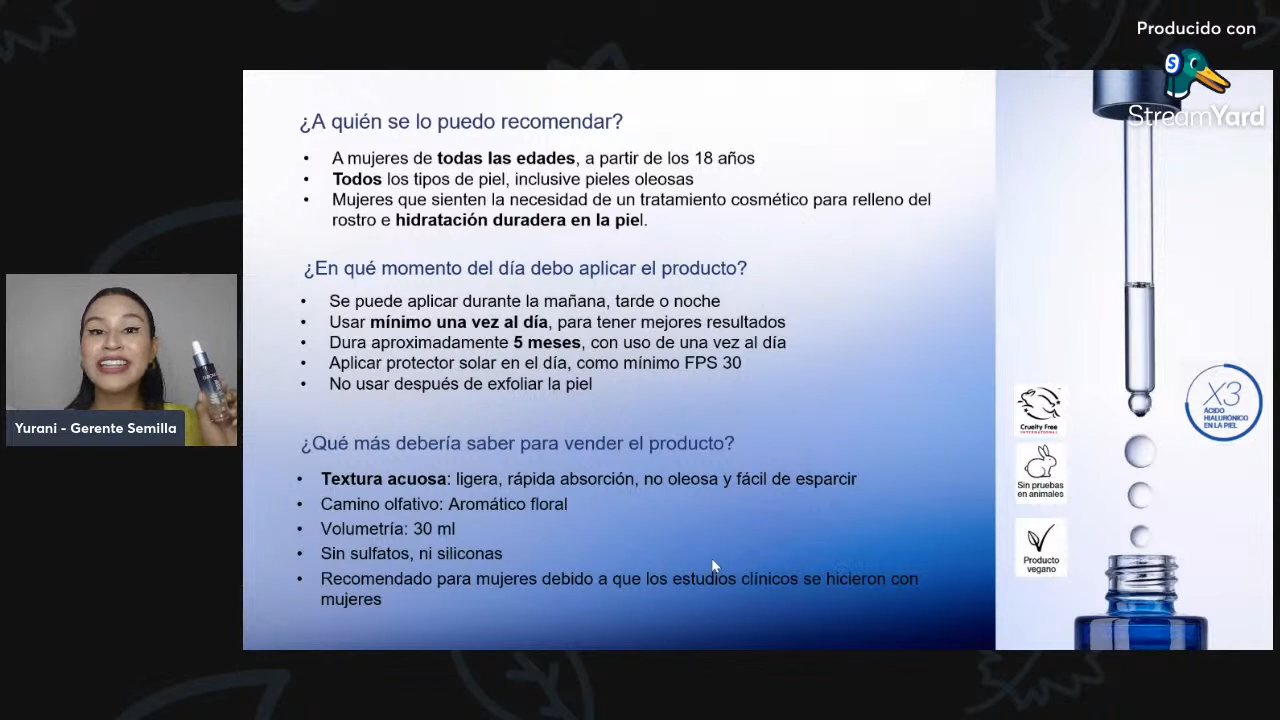 Producido con
StreamYard
¿A quién se lo puedo recomendar?
• A mujeres de todas las edades, a partir de los 18 años
• Todos los tipos de piel, inclusive pieles oleosas
• Mujeres que sienten la necesidad de un tratamiento cosmético para relleno del
rostro e hidratación duradera en la piel.
¿En qué momento del día debo aplicar el producto?
• Se puede aplicar durante la mañana, tarde o noche
• Usar mínimo una vez al día, para tener mejores resultados
• Dura aproximadamente 5 meses, con uso de una vez al día
• Aplicar protector solar en el día, como mínimo FPS 30
• No usar después de exfoliar la piel
¿Qué más debería saber para vender el producto?
• Textura acuosa: ligera, rápida absorción, no oleosa y fácil de esparcir
• Camino olfativo: Aromático floral
• Volumetría: 30 ml
• Sin sulfatos, ni siliconas
• Recomendado para mujeres debido a que los estudios clínicos se hicieron con
mujeres
Cruelty Free
INTERNATIONAL
Sin pruebas
en animales
Producto
vegano
X3
ÁCIDO
HIALURÓNICO
EN LA PIEL
Yurani - Gerente Semilla